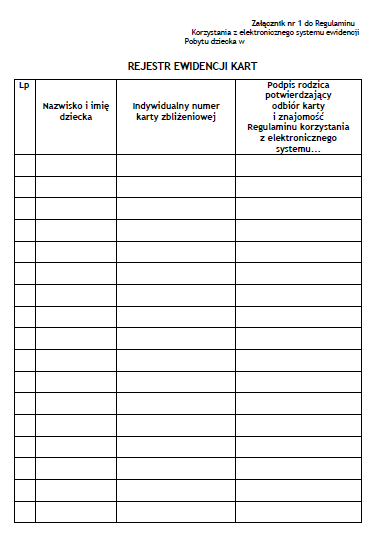 Załącznik nr 1 do Regulaminu
Korzystania z elektronicznego systemu ewidencji
Pobytu dziecka w
REJESTR EWIDENCJI KART
Lp
Nazwisko i imię
dziecka
Indywidualny numer
karty zbliżeniowej
Podpis rodzica
potwierdzający
odbiór karty
i znajomość
Regulaminu korzystania
z elektronicznego
systemu...